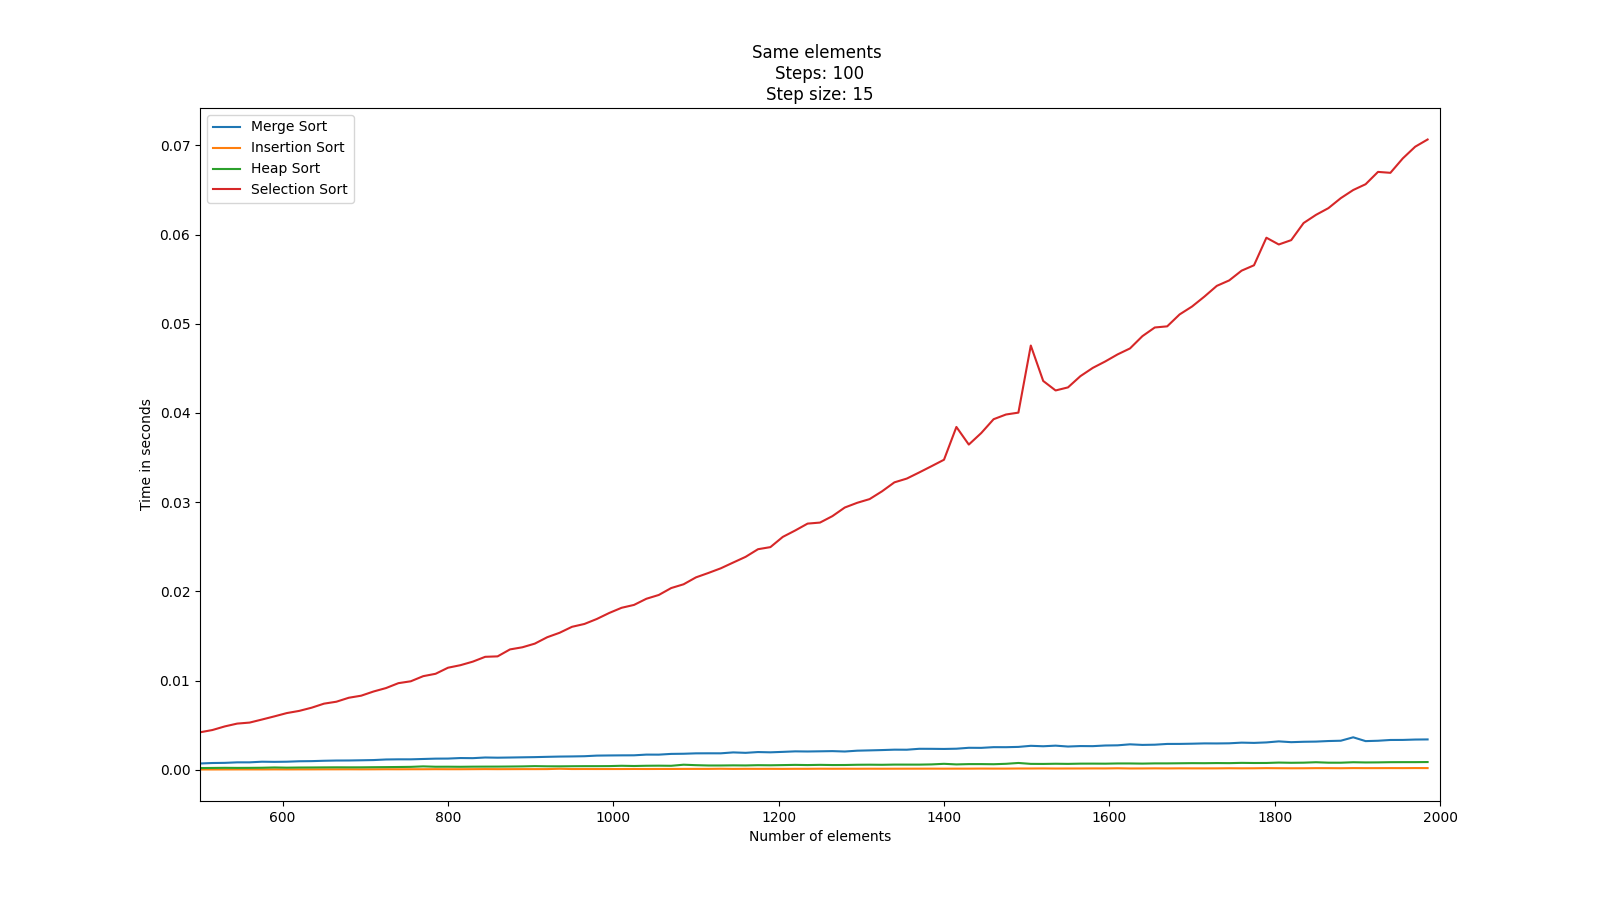 Same elements
Steps: 100
Step size: 15
Merge Sort
Insertion Sort
Heap Sort
Selection Sort
0.07
0.06
0.05
0.04
0.03
0.02
0.01
0.00
Time in seconds
600 800 1000 1200 1400 1600 1800 2000
Number of elements